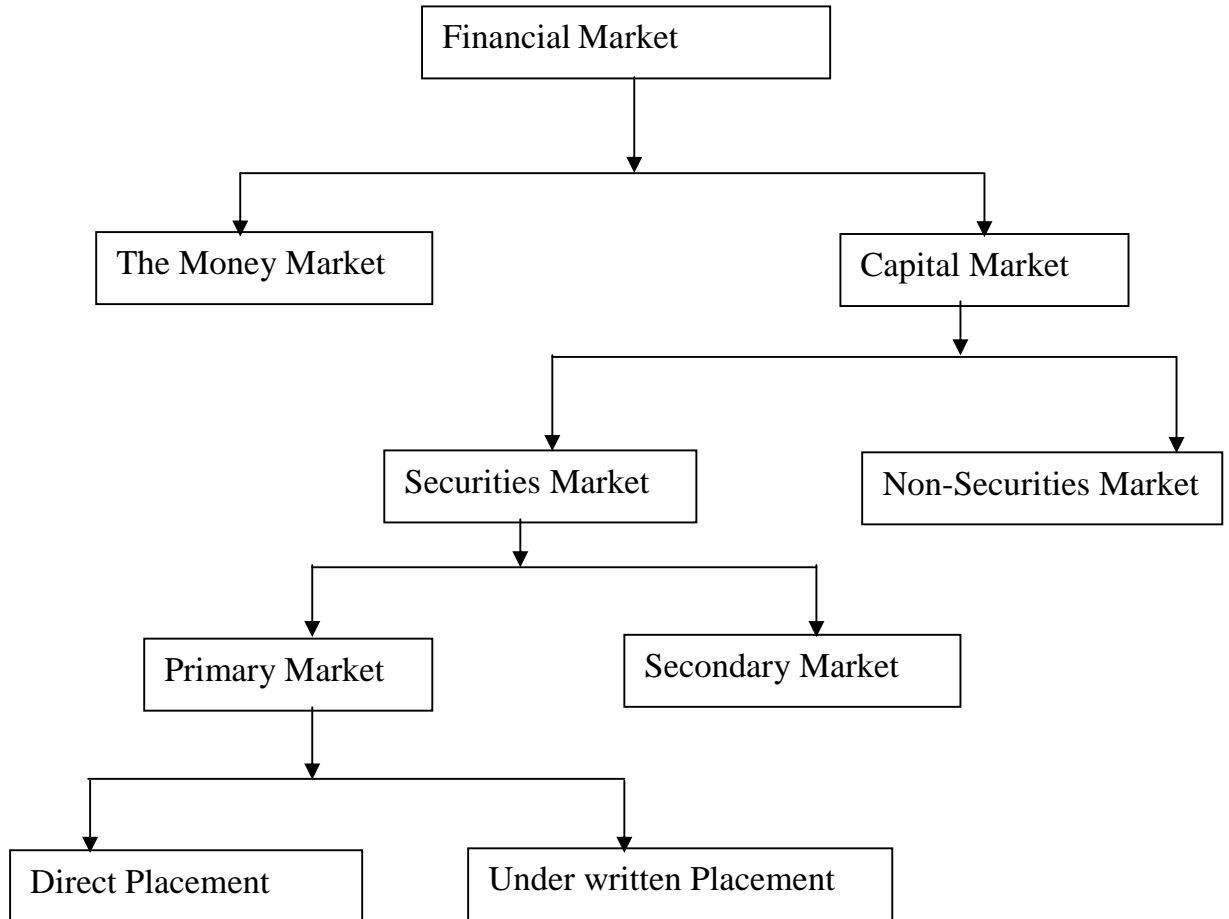 Financial Market
The Money Market
Capital Market
Securities Market
Non-Securities Market
Primary Market
Secondary Market
Direct Placement
Under written Placement